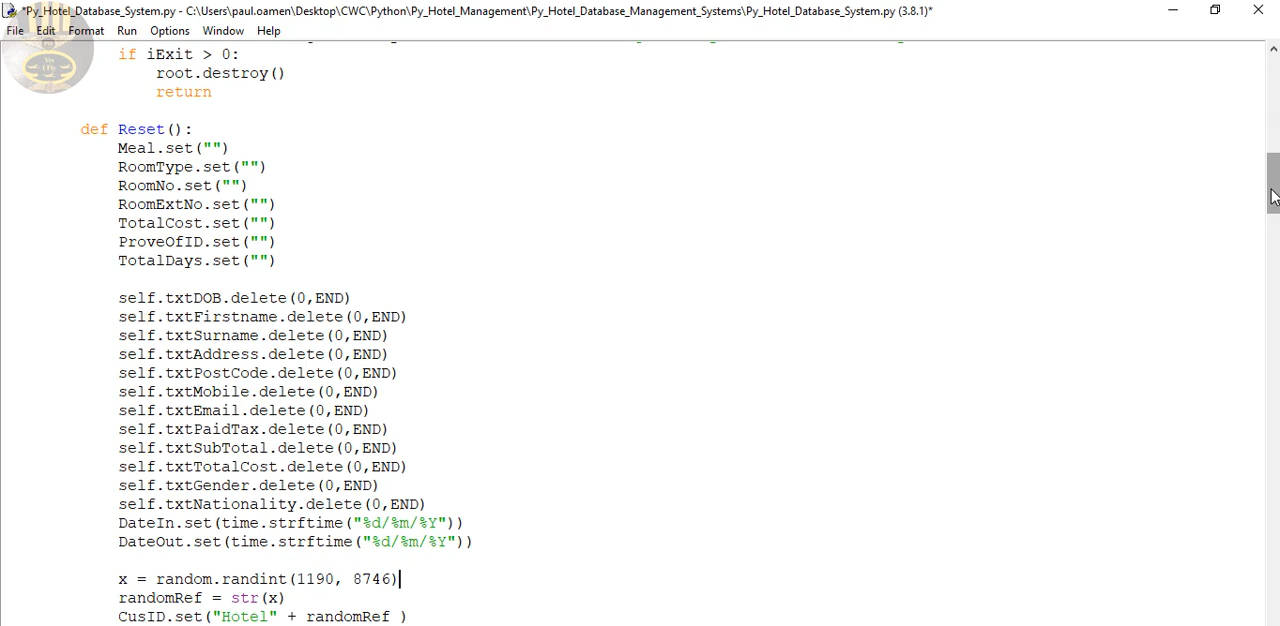 *Py_Hotel_Database_System.py - C:\Users\paul.oamen\Desktop\CWC\Python\Py_Hotel_Management\Py_Hotel_Database_Management_Systems\Py_Hotel_Database_System.py (3.8.1)*
File Edit Format Run Options Window Help
if iExit > 0:
root.destroy()
return
def Reset():
Meal.set("")
RoomType.set("")
RoomNo.set("")
RoomExtNo.set("")
TotalCost.set("")
ProveOfID.set("")
TotalDays.set("")
self.txtDOB.delete(0,END)
self.txtFirstname.delete(0,END)
self.txtSurname.delete(0,END)
self.txtAddress.delete(0,END)
self.txtPostCode.delete(0,END)
self.txtMobile.delete(0,END)
self.txtEmail.delete(0,END)
self.txtPaidTax.delete(0,END)
self.txtSubTotal.delete(0,END)
self.txtTotalCost.delete(0,END)
self.txtGender.delete(0,END)
self.txtNationality.delete(0,END)
DateIn.set(time.strftime("%d/%m/%Y"))
DateOut.set(time.strftime("%d/%m/%Y"))
x = random.randint(1190, 8746)
randomRef = str(x)
CusID.set("Hotel" + randomRef )